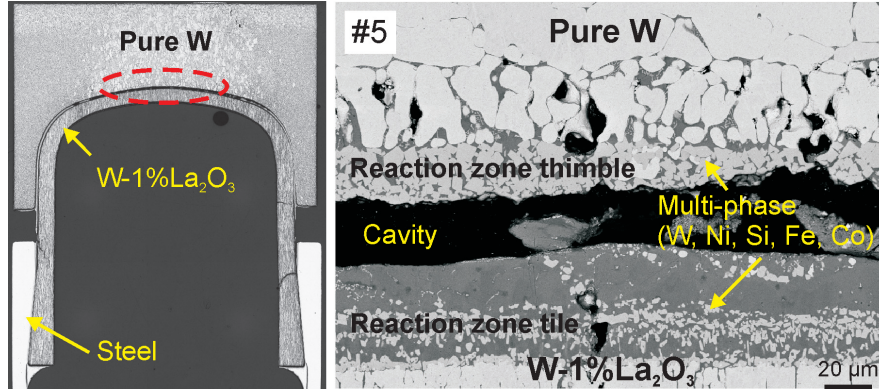 Pure W
W-1%La₂O₃
Steel
#5
Pure W
Reaction zone thimble
Multi-phase
(W, Ni, Si, Fe, Co)
Cavity
Reaction zone tile
W-1%La₂O₃
20 µm